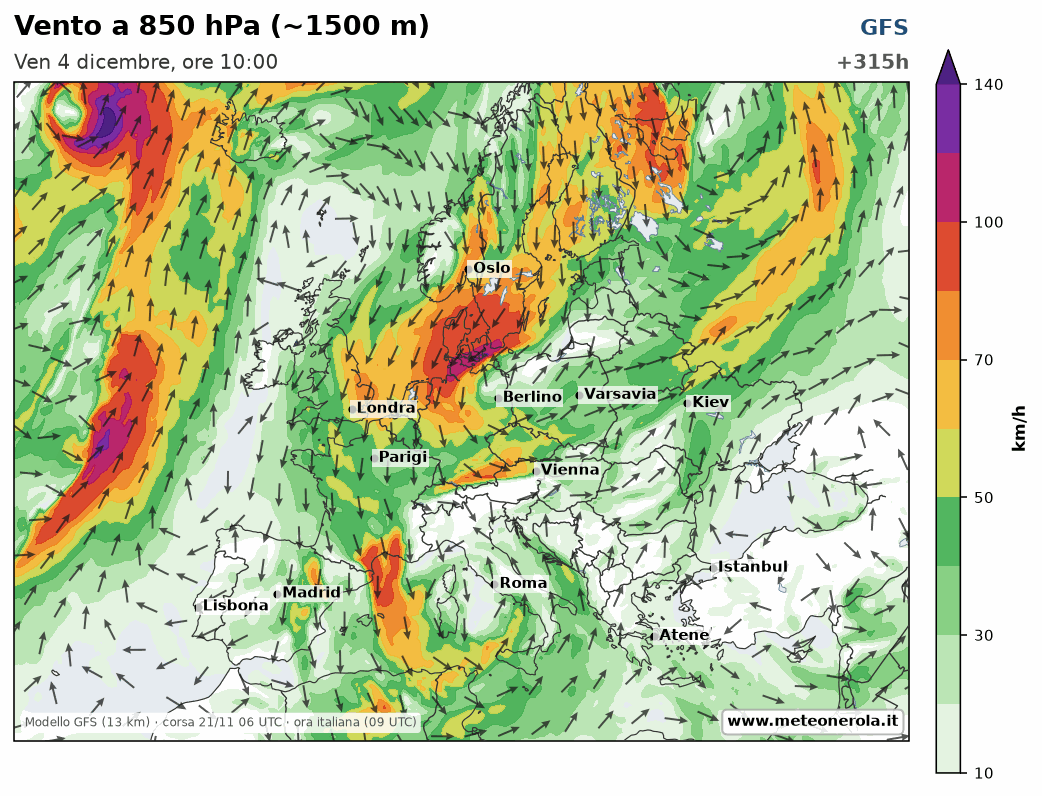 Vento a 850 hPa (~1500 m)
GFS
Ven 4 dicembre, ore 10:00
+315h
140
100
70
50
30
10
km/h
Oslo
Londra
Berlino
Varsavia
Kiev
Parigi
Vienna
Istanbul
Roma
Madrid
Lisbona
Atene
Modello GFS (13 km) · corsa 21/11 06 UTC · ora italiana (09 UTC)
www.meteonerola.it